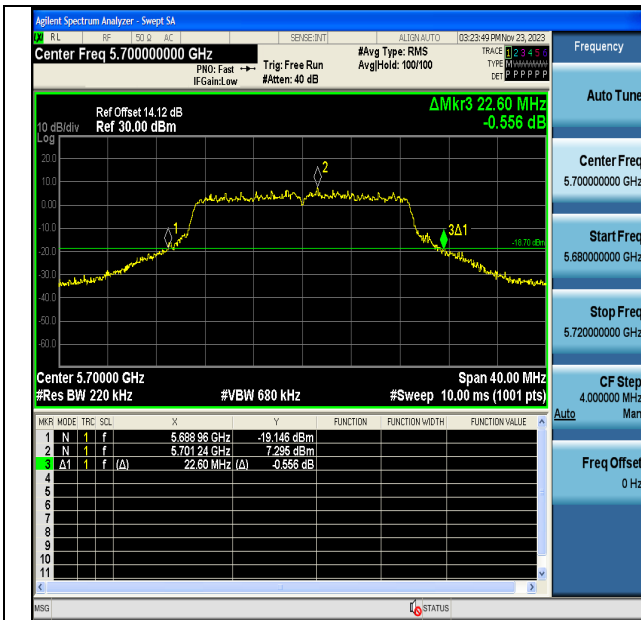 Agilent Spectrum Analyzer - Swept SA
RL RF 50 Ω AC SENSE:INT ALIGN AUTO 03:23:49 PM Nov 23, 2023
Center Freq 5.700000000 GHz
PNO: Fast
IFGain:Low
Trig: Free Run
#Atten: 40 dB
#Avg Type: RMS
Avg|Hold: 100/100
TRACE 1 2 3 4 5 6
TYPE M
DET P P P P P P
Frequency
Auto Tune
Center Freq
5.700000000 GHz
Start Freq
5.680000000 GHz
Stop Freq
5.720000000 GHz
CF Step
4.000000 MHz
Auto Man
Freq Offset
0 Hz
ΔMkr3 22.60 MHz
-0.556 dB
Ref Offset 14.12 dB
10 dB/div Ref 30.00 dBm
Log
20.0
10.0
0.00
-10.0
-20.0
-30.0
-40.0
-50.0
-60.0
1
2
3Δ1
-18.70 dBm
Center 5.70000 GHz Span 40.00 MHz
#Res BW 220 kHz #VBW 680 kHz #Sweep 10.00 ms (1001 pts)
MKR MODE TRC SCL X Y FUNCTION FUNCTION WIDTH FUNCTION VALUE
1 N 1 f 5.688 96 GHz -19.146 dBm
2 N 1 f 5.701 24 GHz 7.295 dBm
3 Δ1 1 f (Δ) 22.60 MHz (Δ) -0.556 dB
4
5
6
7
8
9
10
11
MSG STATUS